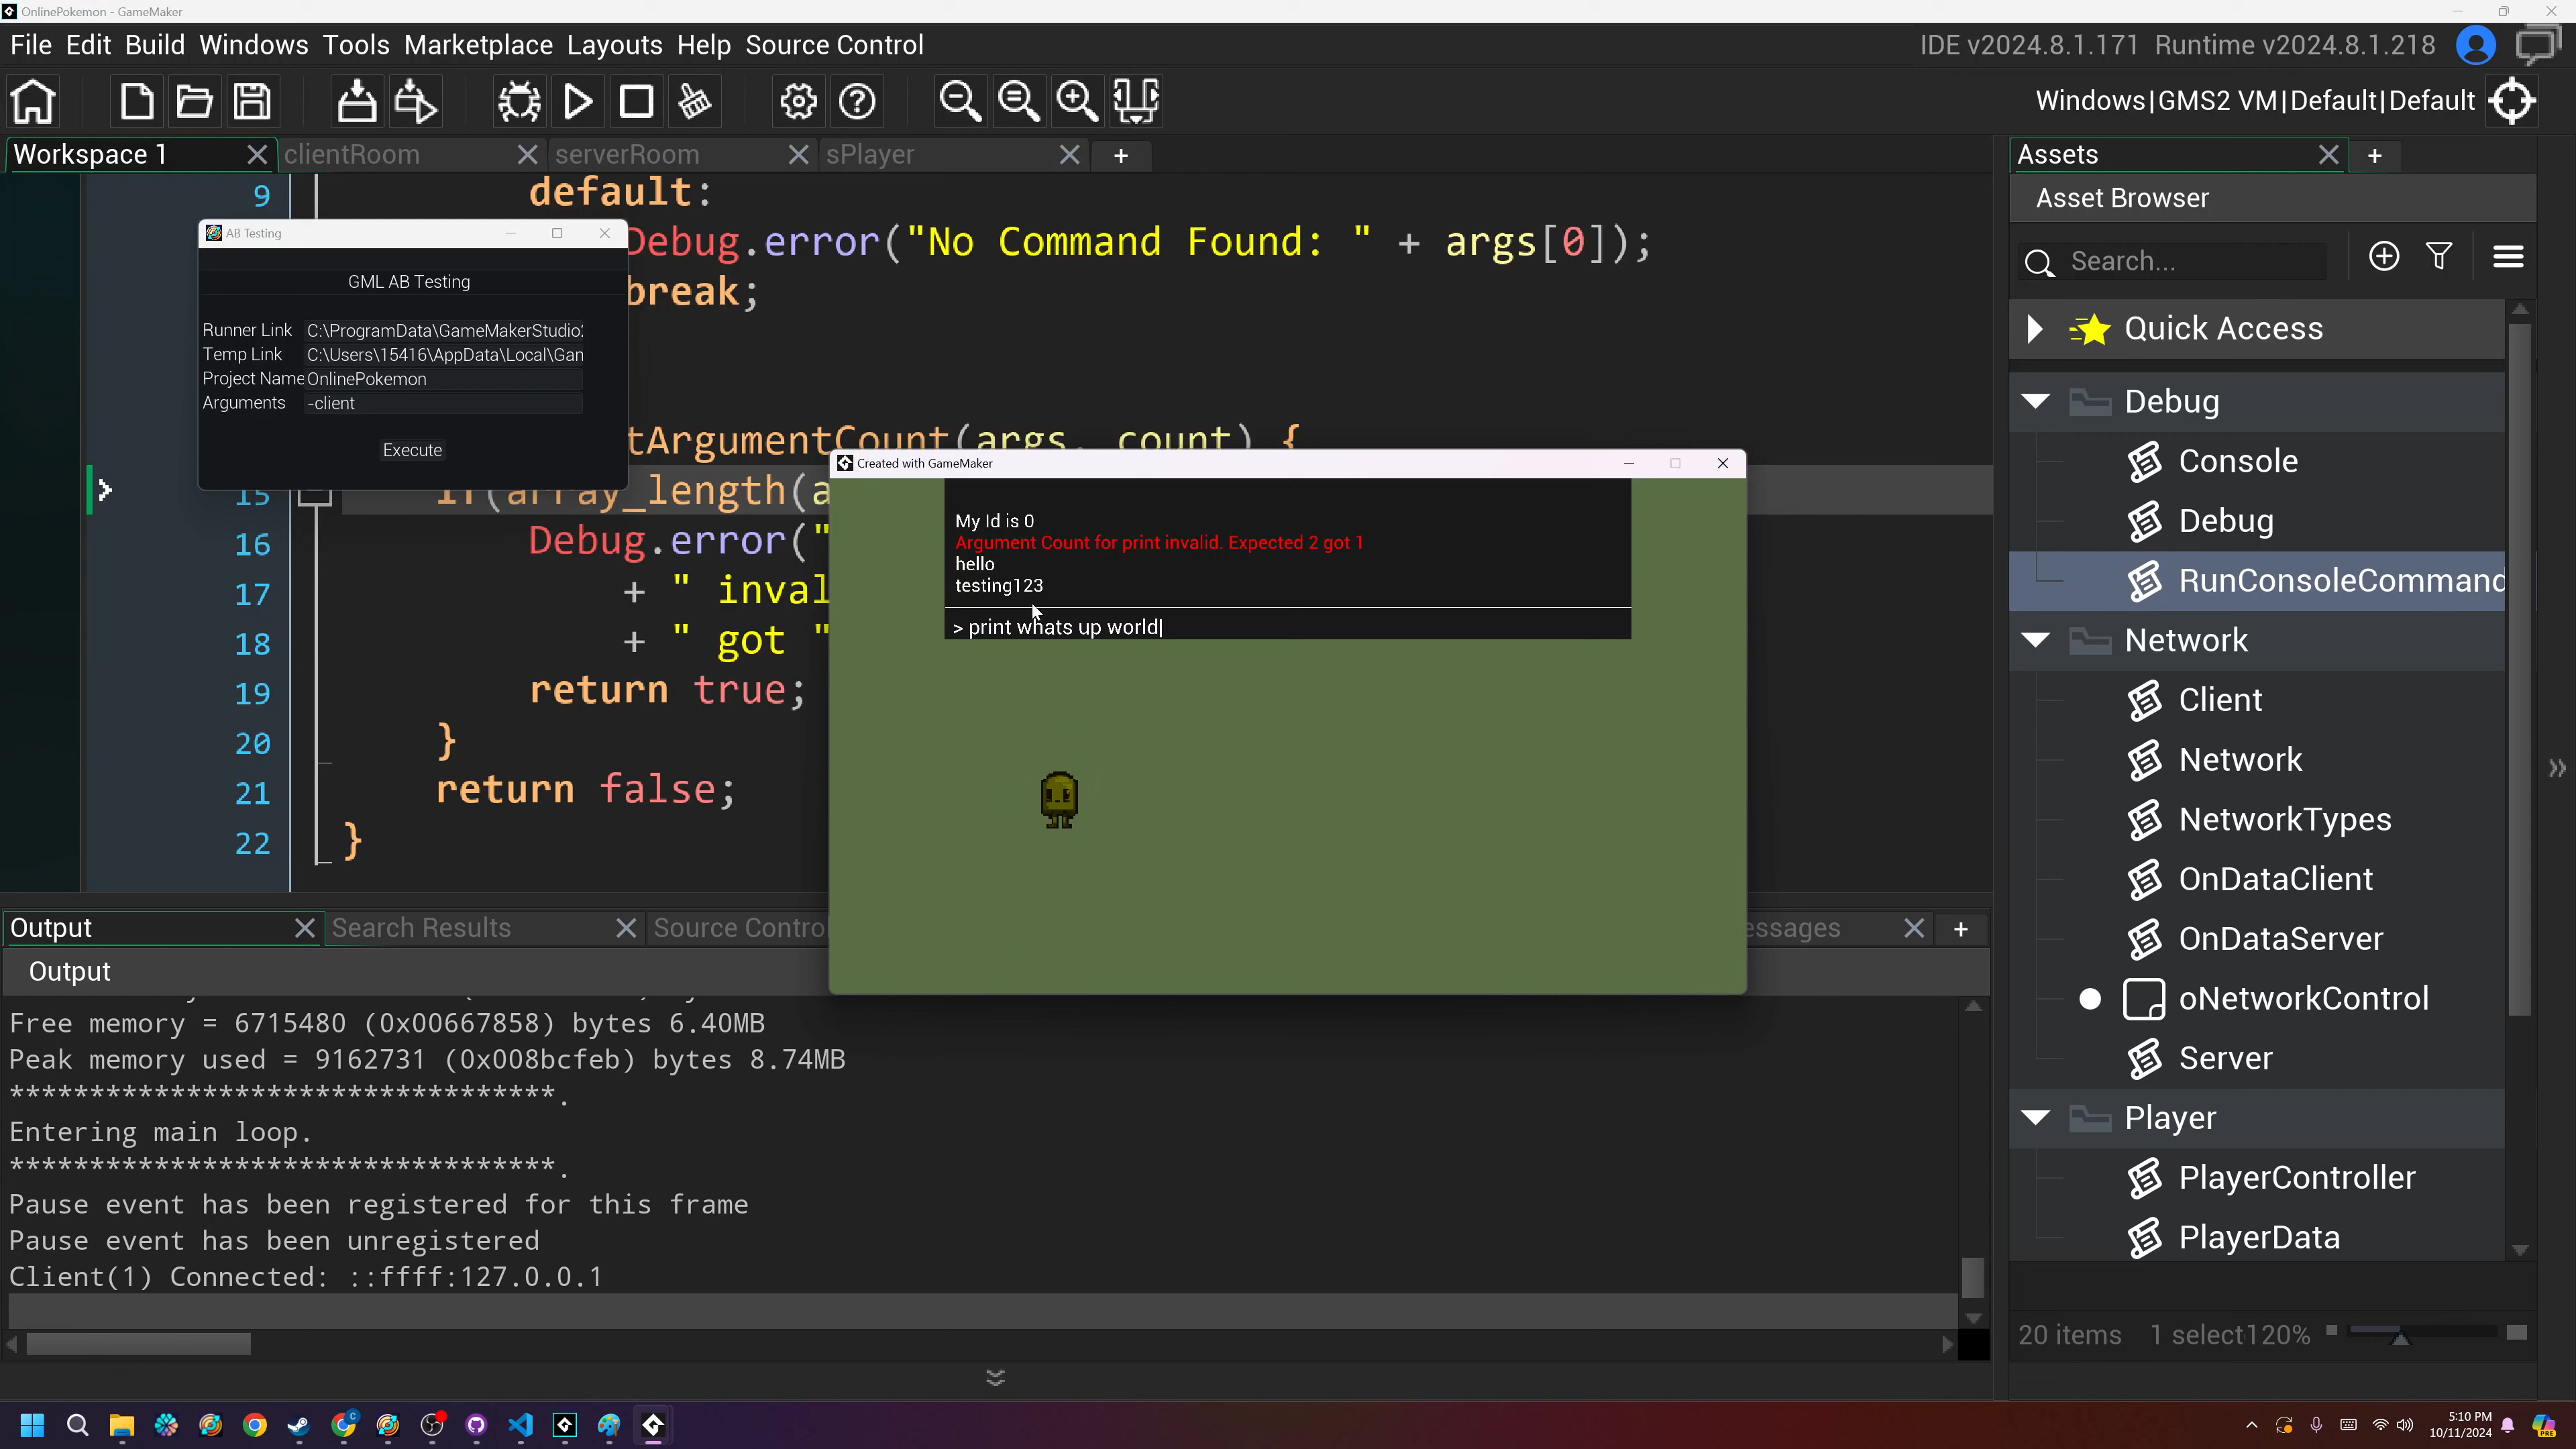 OnlinePokemon - GameMaker
File Edit Build Windows Tools Marketplace Layouts Help Source Control
IDE v2024.8.1.171 Runtime v2024.8.1.218
Windows|GMS2 VM|Default|Default
Workspace 1 clientRoom serverRoom sPlayer
9 default:
Debug.error("No Command Found: " + args[0]);
break;
tArgumentCount(args, count) {
15 if(array_length(a
16 Debug.error("
17 + " inval
18 + " got "
19 return true;
20 }
21 return false;
22 }
AB Testing
GML AB Testing
Runner Link C:\ProgramData\GameMakerStudio2
Temp Link C:\Users\15416\AppData\Local\Gam
Project Name OnlinePokemon
Arguments -client
Execute
Created with GameMaker
My Id is 0
Argument Count for print invalid. Expected 2 got 1
hello
testing123
> print whats up world|
Output Search Results Source Control essages
Output
Free memory = 6715480 (0x00667858) bytes 6.40MB
Peak memory used = 9162731 (0x008bcfeb) bytes 8.74MB
**********************************.
Entering main loop.
**********************************.
Pause event has been registered for this frame
Pause event has been unregistered
Client(1) Connected: ::ffff:127.0.0.1
Assets
Asset Browser
Search...
Quick Access
Debug
Console
Debug
RunConsoleCommand
Network
Client
Network
NetworkTypes
OnDataClient
OnDataServer
oNetworkControl
Server
Player
PlayerController
PlayerData
20 items 1 select 120%
5:10 PM
10/11/2024
PRE